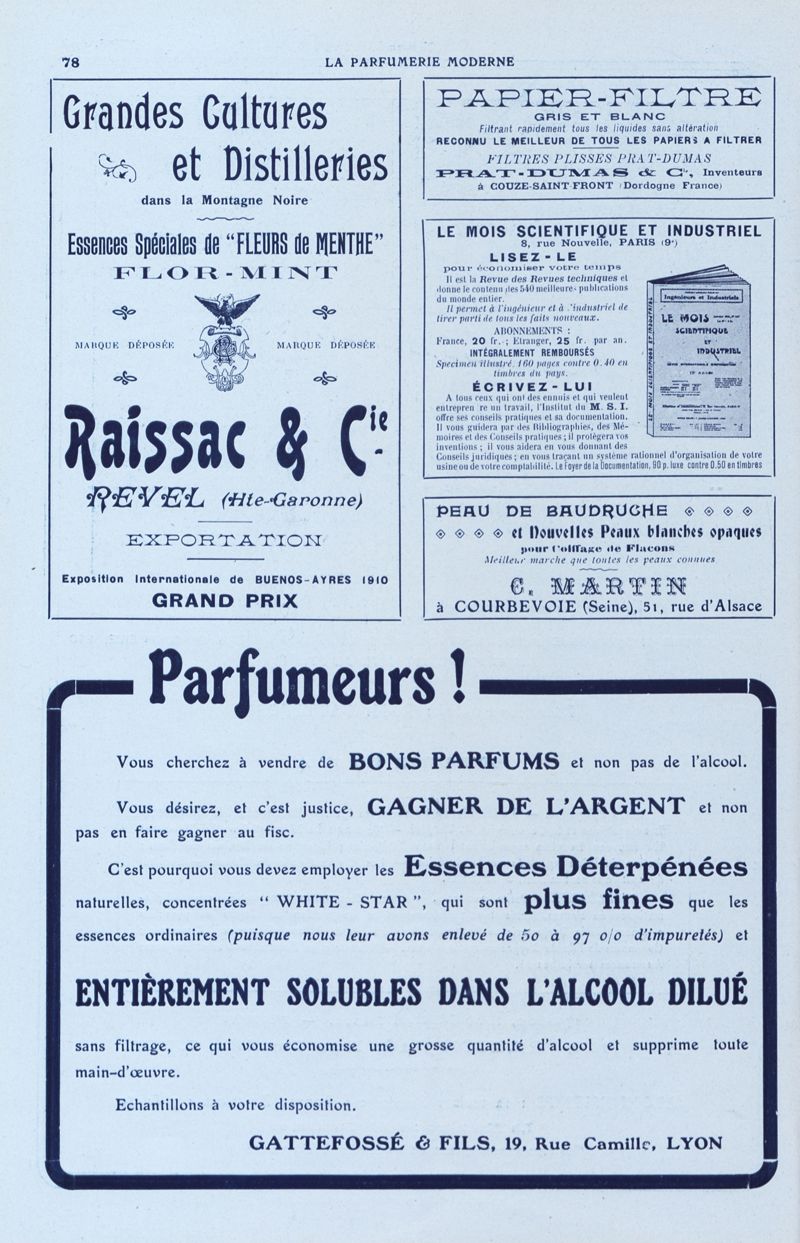 78
LA PARFUMERIE MODERNE
Grandes Cultures
et Distilleries
dans la Montagne Noire
Essences Spéciales de "FLEURS de MENTHE"
FLOR-MINT
MARQUE DÉPOSÉE
MARQUE DÉPOSÉE
Raissac & Cie
REVEL (Hte-Garonne)
EXPORTATION
Exposition Internationale de BUENOS-AYRES 1910
GRAND PRIX
PAPIER-FILTRE
GRIS ET BLANC
Filtrant rapidement tous les liquides sans altération
RECONNU LE MEILLEUR DE TOUS LES PAPIERS A FILTRER
FILTRES PLISSES PRAT-DUMAS
PRAT-DUMAS & Cie, Inventeurs
à COUZE-SAINT-FRONT (Dordogne France)
LE MOIS SCIENTIFIQUE ET INDUSTRIEL
8, rue Nouvelle, PARIS (9e)
LISEZ-LE
pour économiser votre temps
Il est la Revue des Revues techniques et
donne le contenu des 540 meilleures publications
du monde entier.
Il permet à l'ingénieur et à l'industriel de
tirer parti de tous les faits nouveaux.
ABONNEMENTS :
France, 20 fr. ; Etranger, 25 fr. par an.
INTÉGRALEMENT REMBOURSÉS
Specimen illustré, 160 pages contre 0.40 en
timbres du pays.
ÉCRIVEZ-LUI
A tous ceux qui ont des ennuis et qui veulent
entrepren re un travail, l'Institut du M. S. I.
offre ses conseils pratiques et sa documentation.
Il vous guidera par des Bibliographies, des Mé-
moires et des Conseils pratiques ; il protégera vos
inventions ; il vous aidera en vous donnant des
Conseils juridiques ; en vous traçant un système rationnel d'organisation de votre
usine ou de votre comptabilité. Le Foyer de la Documentation, 90 p. luxe contre 0.50 en timbres
Ingénieurs et Industriels
LE MOIS
SCIENTIFIQUE
ET
INDUSTRIEL
PEAU DE BAUDRUCHE
et Nouvelles Peaux blanches opaques
pour Coiffage de Flacons
Meilleur marche que toutes les peaux connues
C. MARTIN
à COURBEVOIE (Seine), 51, rue d'Alsace
Parfumeurs !
Vous cherchez à vendre de BONS PARFUMS et non pas de l'alcool.
Vous désirez, et c'est justice, GAGNER DE L'ARGENT et non
pas en faire gagner au fisc.
C'est pourquoi vous devez employer les Essences Déterpénées
naturelles, concentrées " WHITE - STAR ", qui sont plus fines que les
essences ordinaires (puisque nous leur avons enlevé de 50 à 97 o/o d'impuretés) et
ENTIÈREMENT SOLUBLES DANS L'ALCOOL DILUÉ
sans filtrage, ce qui vous économise une grosse quantité d'alcool et supprime toute
main-d'œuvre.
Echantillons à votre disposition.
GATTEFOSSÉ & FILS, 19, Rue Camille, LYON